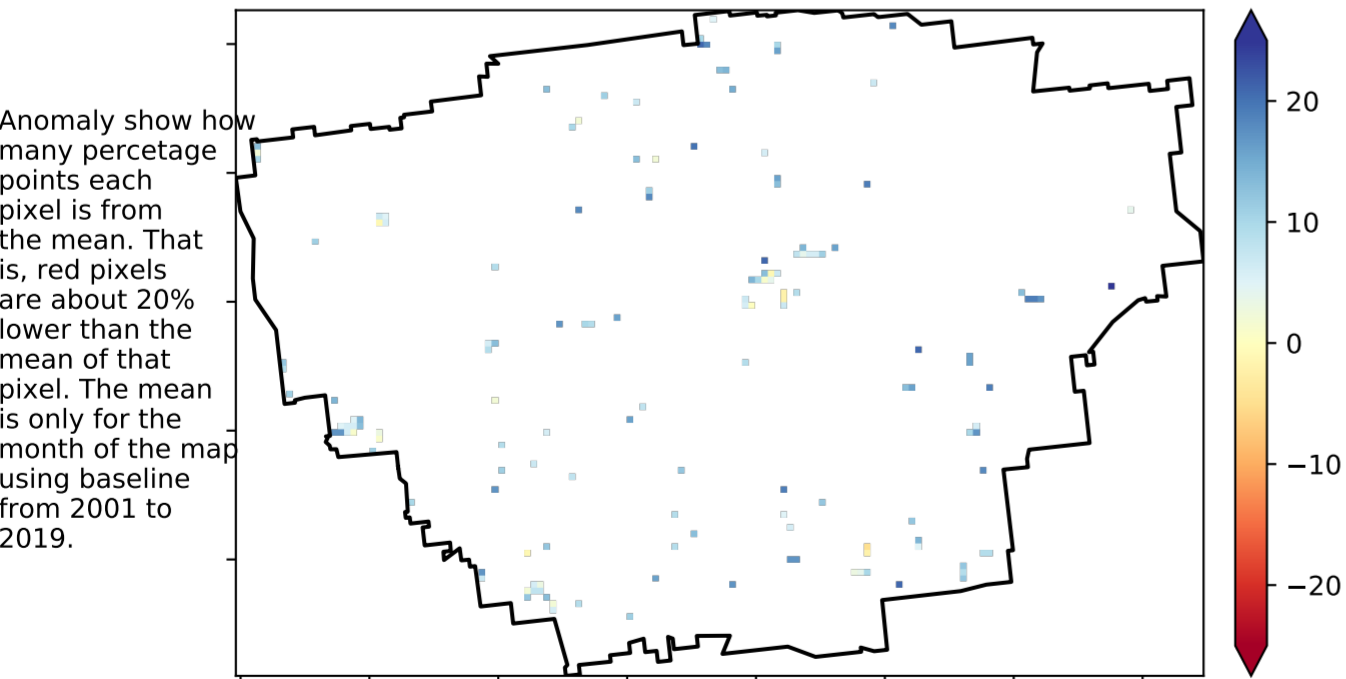 Anomaly show how
many percetage
points each
pixel is from
the mean. That
is, red pixels
are about 20%
lower than the
mean of that
pixel. The mean
is only for the
month of the map
using baseline
from 2001 to
2019.
20
10
0
−10
−20